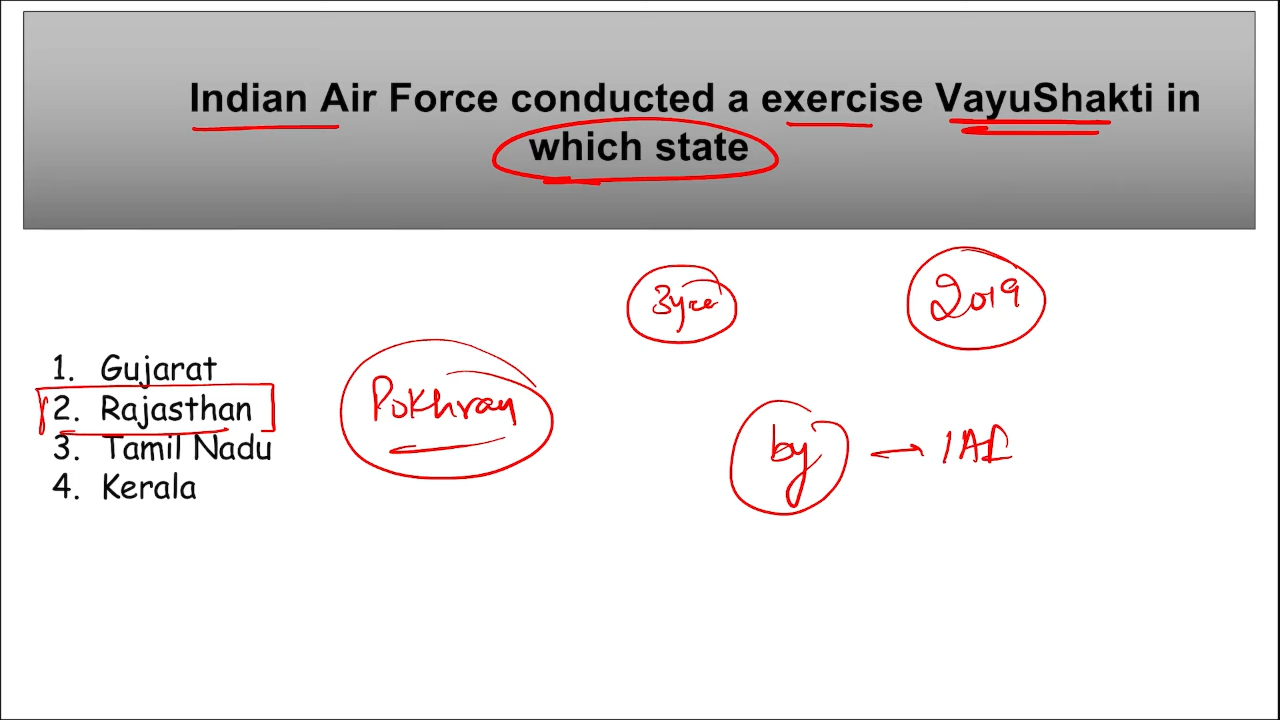 Indian Air Force conducted a exercise VayuShakti in
which state
3yce
2019
1. Gujarat
2. Rajasthan
3. Tamil Nadu
4. Kerala
Pokhran
by → IAF